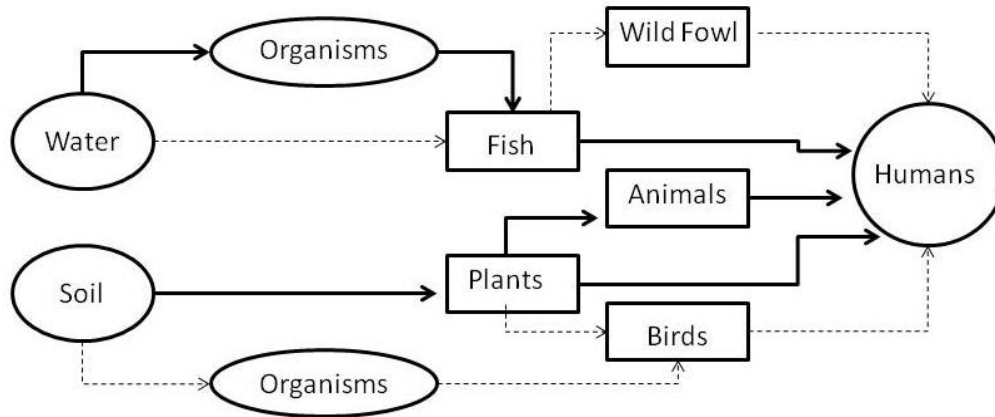 Organisms
Wild Fowl
Water
Fish
Humans
Animals
Soil
Plants
Birds
Organisms